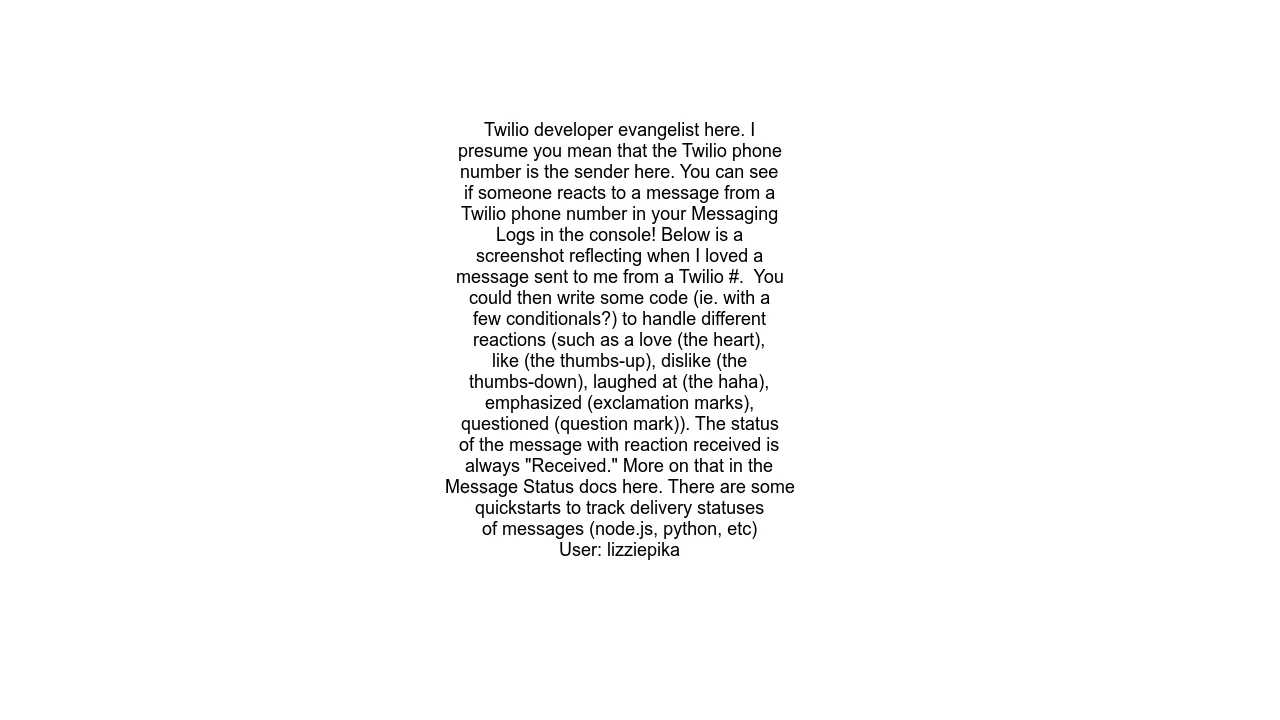 Twilio developer evangelist here. I
presume you mean that the Twilio phone
number is the sender here. You can see
if someone reacts to a message from a
Twilio phone number in your Messaging
Logs in the console! Below is a
screenshot reflecting when I loved a
message sent to me from a Twilio #.  You
could then write some code (ie. with a
few conditionals?) to handle different
reactions (such as a love (the heart),
like (the thumbs-up), dislike (the
thumbs-down), laughed at (the haha),
emphasized (exclamation marks),
questioned (question mark)). The status
of the message with reaction received is
always "Received." More on that in the
Message Status docs here. There are some
quickstarts to track delivery statuses
of messages (node.js, python, etc)
User: lizziepika